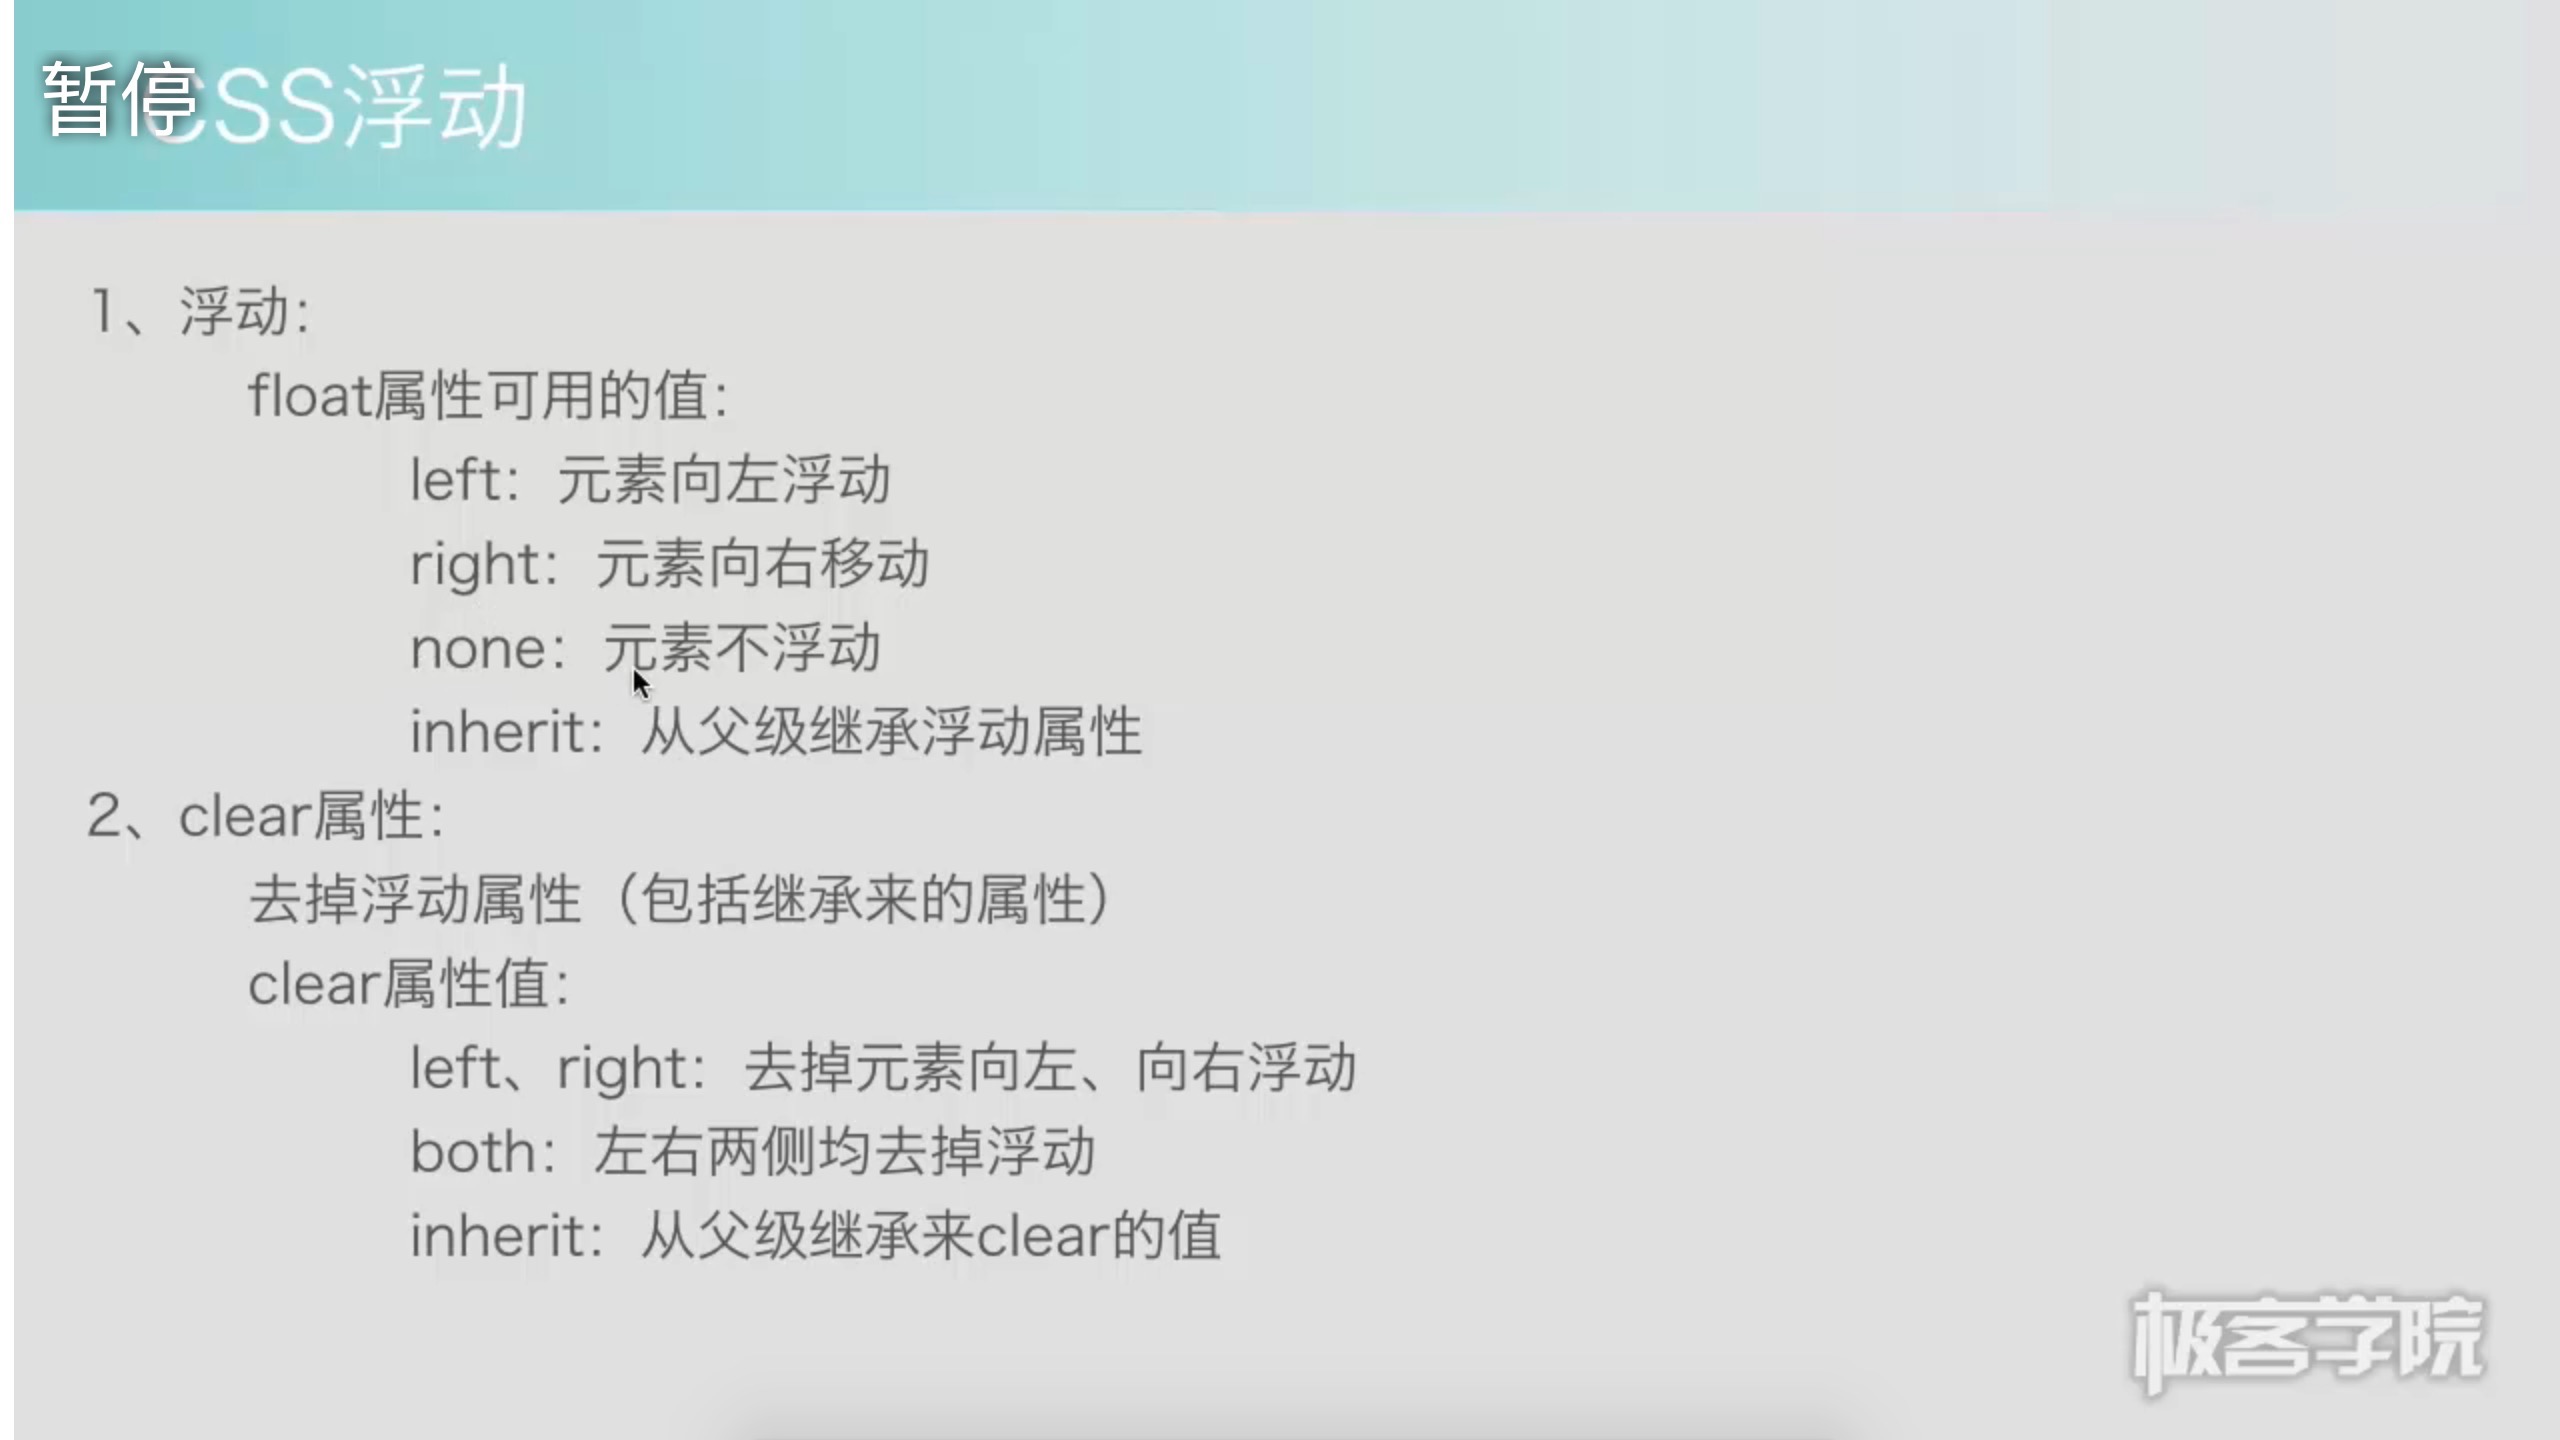 暂停
CSS浮动
1、浮动：
float属性可用的值：
left：元素向左浮动
right：元素向右移动
none：元素不浮动
inherit：从父级继承浮动属性
2、clear属性：
去掉浮动属性（包括继承来的属性）
clear属性值：
left、right：去掉元素向左、向右浮动
both：左右两侧均去掉浮动
inherit：从父级继承来clear的值
极客学院